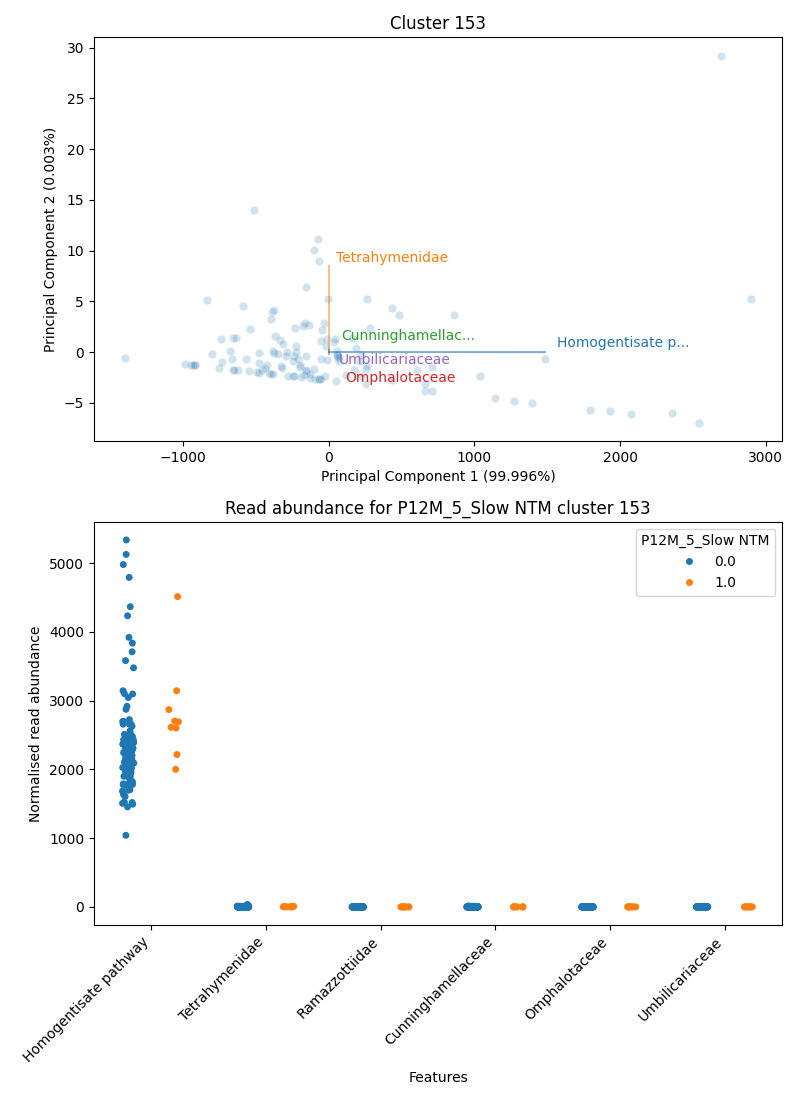 Cluster 153
30
25
20
15
10
5
0
−5
Principal Component 2 (0.003%)
Tetrahymenidae
Cunninghamellac...
Homogentisate p...
Umbilicariaceae
Omphalotaceae
−1000
0
1000
2000
3000
Principal Component 1 (99.996%)
Read abundance for P12M_5_Slow NTM cluster 153
P12M_5_Slow NTM
0.0
1.0
5000
4000
3000
2000
1000
0
Normalised read abundance
Homogentisate pathway
Tetrahymenidae
Ramazzottiidae
Cunninghamellaceae
Omphalotaceae
Umbilicariaceae
Features